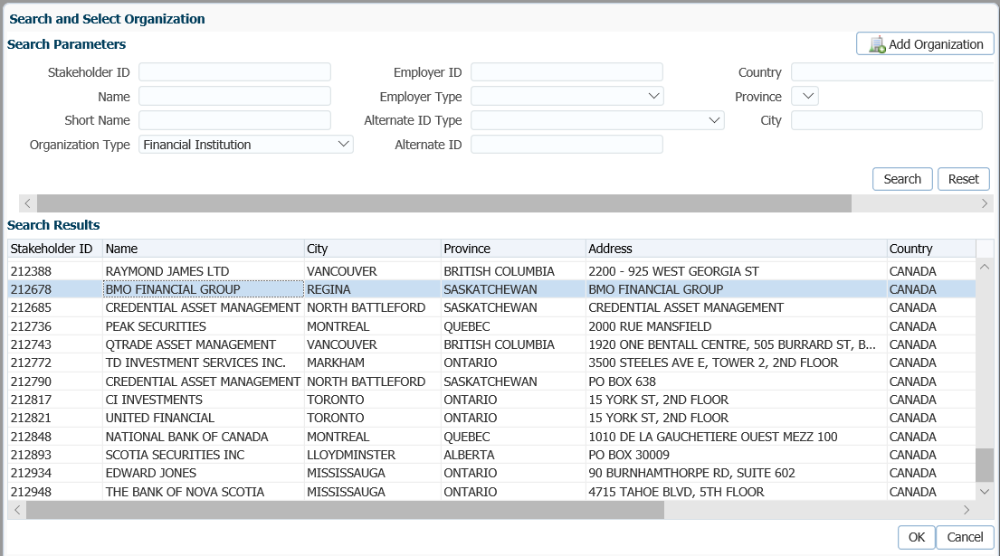 Search and Select Organization
Search Parameters
Add Organization
Stakeholder ID Employer ID Country
Name Employer Type Province
Short Name Alternate ID Type City
Organization Type Financial Institution Alternate ID
Search Reset
Search Results
Stakeholder ID Name City Province Address Country
212388 RAYMOND JAMES LTD VANCOUVER BRITISH COLUMBIA 2200 - 925 WEST GEORGIA ST CANADA
212678 BMO FINANCIAL GROUP REGINA SASKATCHEWAN BMO FINANCIAL GROUP CANADA
212685 CREDENTIAL ASSET MANAGEMENT NORTH BATTLEFORD SASKATCHEWAN CREDENTIAL ASSET MANAGEMENT CANADA
212736 PEAK SECURITIES MONTREAL QUEBEC 2000 RUE MANSFIELD CANADA
212743 QTRADE ASSET MANAGEMENT VANCOUVER BRITISH COLUMBIA 1920 ONE BENTALL CENTRE, 505 BURRARD ST, B... CANADA
212772 TD INVESTMENT SERVICES INC. MARKHAM ONTARIO 3500 STEELES AVE E, TOWER 2, 2ND FLOOR CANADA
212790 CREDENTIAL ASSET MANAGEMENT NORTH BATTLEFORD SASKATCHEWAN PO BOX 638 CANADA
212817 CI INVESTMENTS TORONTO ONTARIO 15 YORK ST, 2ND FLOOR CANADA
212821 UNITED FINANCIAL TORONTO ONTARIO 15 YORK ST, 2ND FLOOR CANADA
212848 NATIONAL BANK OF CANADA MONTREAL QUEBEC 1010 DE LA GAUCHETIERE OUEST MEZZ 100 CANADA
212893 SCOTIA SECURITIES INC LLOYDMINSTER ALBERTA PO BOX 30009 CANADA
212934 EDWARD JONES MISSISSAUGA ONTARIO 90 BURNHAMTHORPE RD, SUITE 602 CANADA
212948 THE BANK OF NOVA SCOTIA MISSISSAUGA ONTARIO 4715 TAHOE BLVD, 5TH FLOOR CANADA
OK Cancel